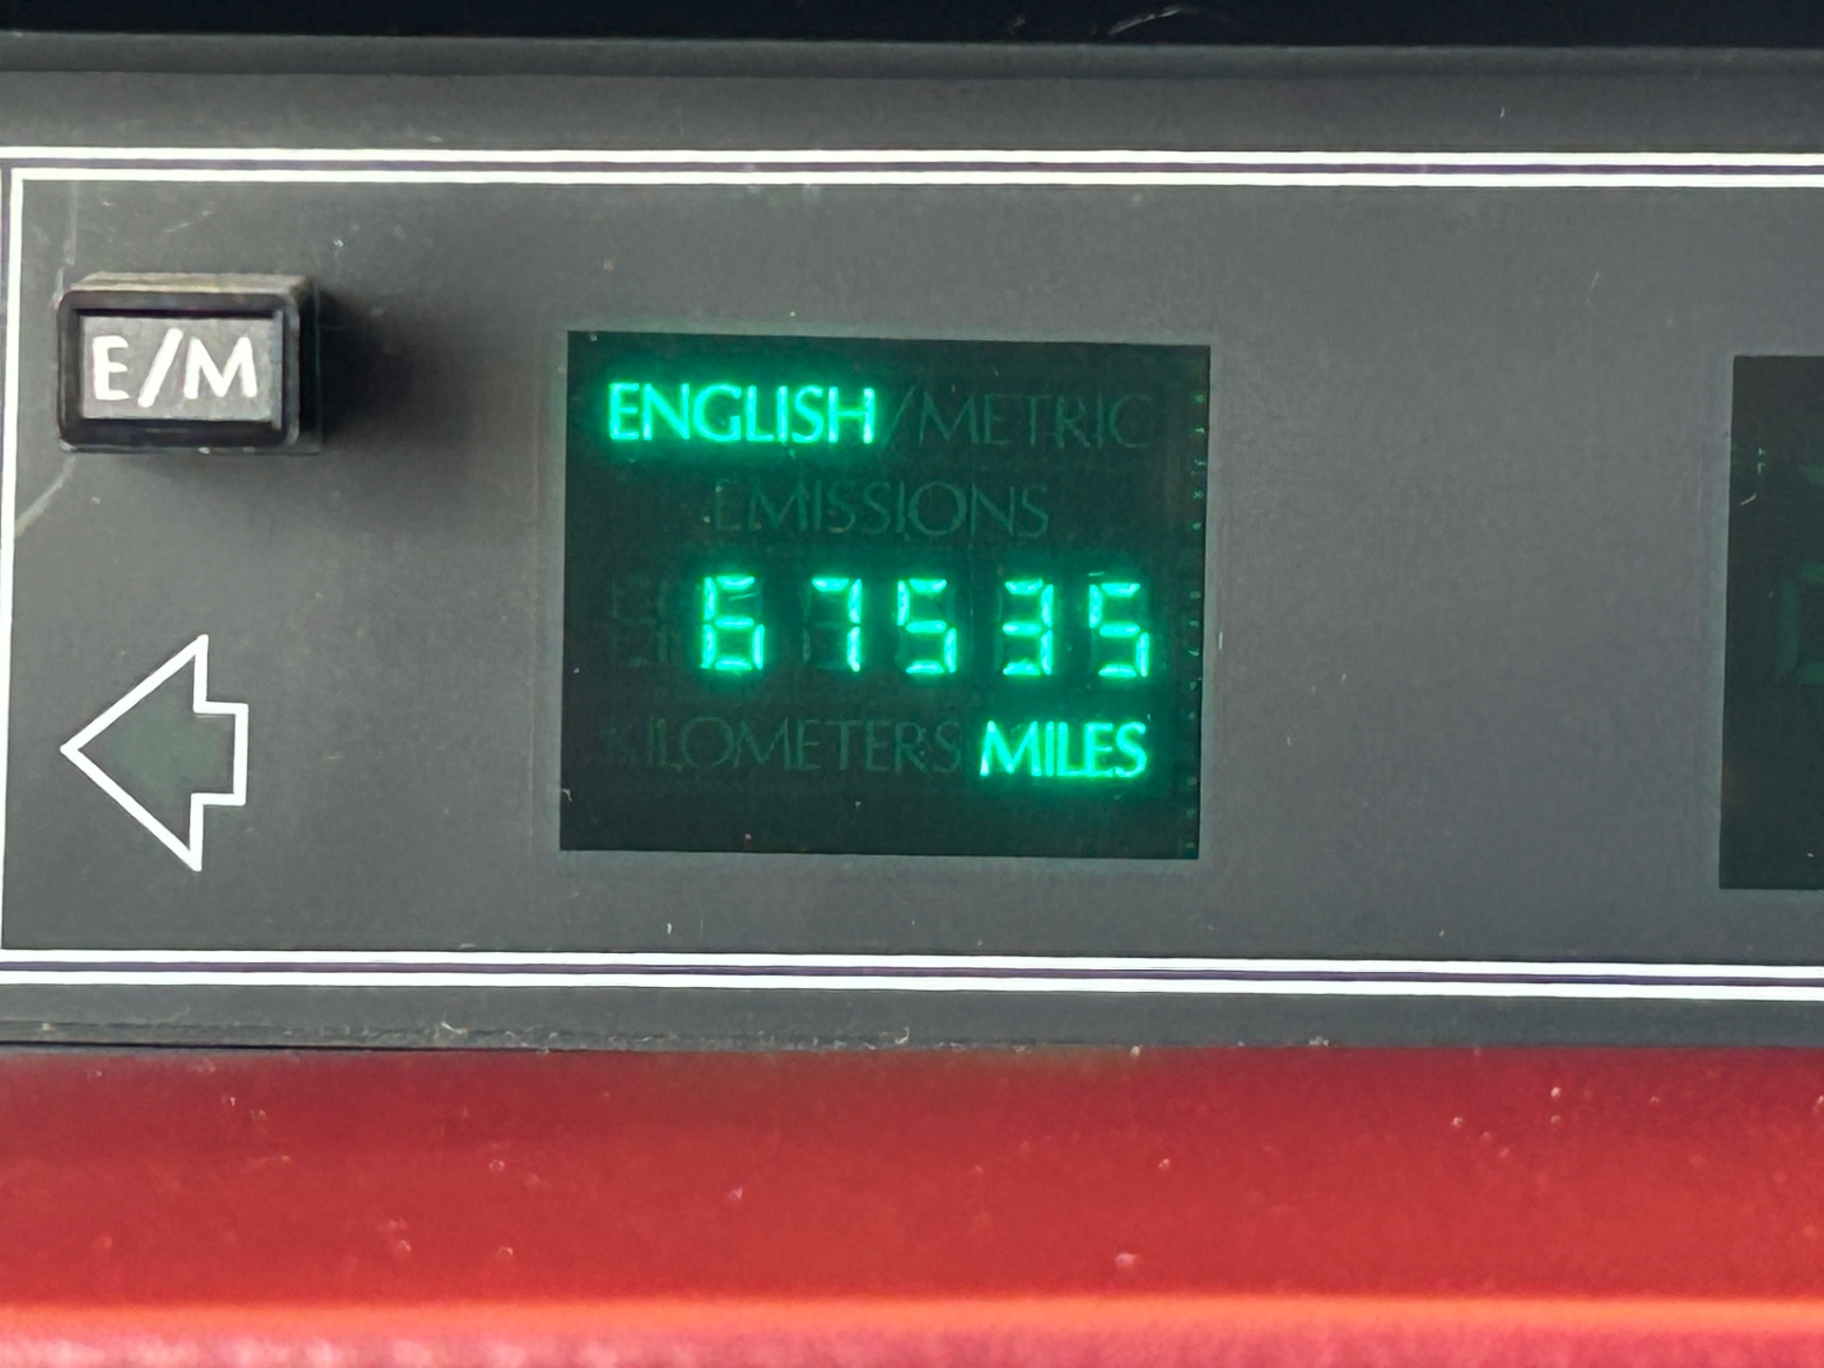 E/M
ENGLISH/METRIC
EMISSIONS
67535
KILOMETERS MILES